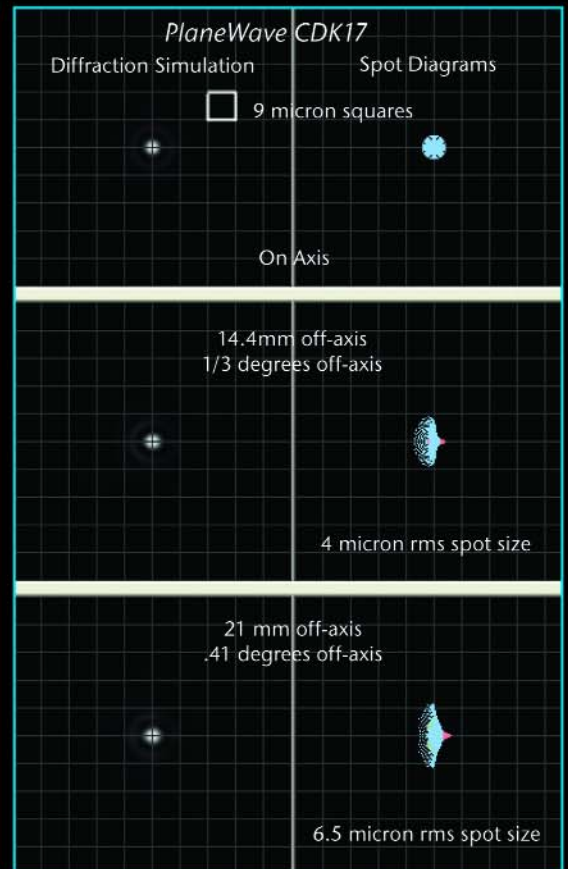 PlaneWave CDK17
Diffraction Simulation
Spot Diagrams
9 micron squares
On Axis
14.4mm off-axis
1/3 degrees off-axis
4 micron rms spot size
21 mm off-axis
.41 degrees off-axis
6.5 micron rms spot size